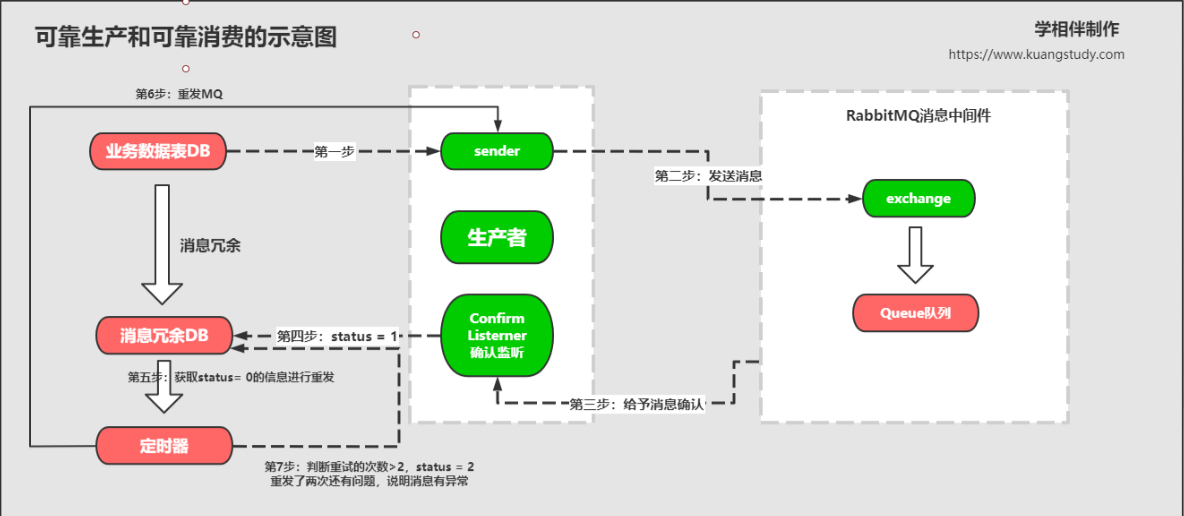 可靠生产和可靠消费的示意图
学相伴制作
https://www.kuangstudy.com
第6步：重发MQ
RabbitMQ消息中间件
业务数据表DB
第一步
sender
第二步：发送消息
exchange
消息冗余
生产者
Queue队列
消息冗余DB
第四步：status = 1
Confirm
Listerner
确认监听
第五步：获取status= 0的信息进行重发
第三步：给予消息确认
定时器
第7步：判断重试的次数>2，status = 2
重发了两次还有问题，说明消息有异常